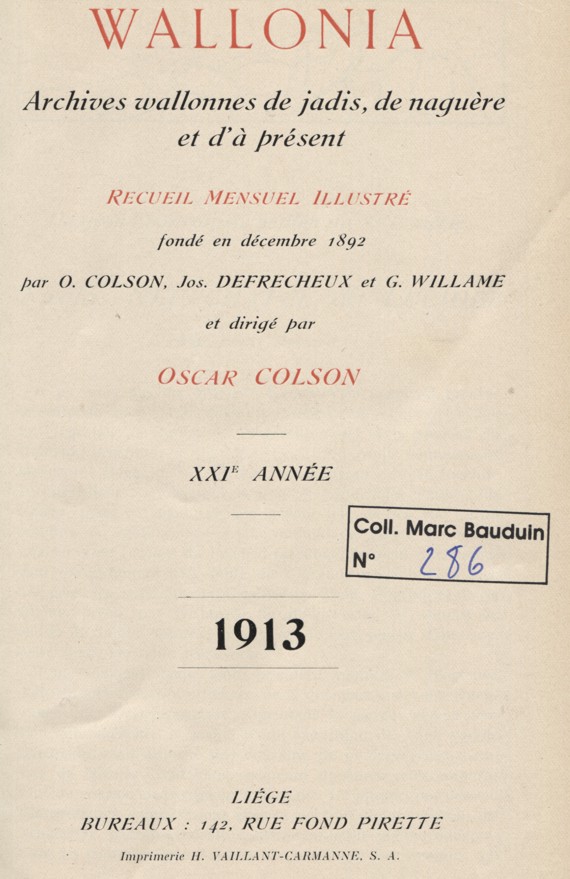 WALLONIA
Archives wallonnes de jadis, de naguère
et d'à présent
RECUEIL MENSUEL ILLUSTRÉ
fondé en décembre 1892
par O. COLSON, Jos. DEFRECHEUX et G. WILLAME
et dirigé par
OSCAR COLSON
XXIE ANNÉE
Coll. Marc Bauduin
N° 286
1913
LIÉGE
BUREAUX : 142, RUE FOND PIRETTE
Imprimerie H. VAILLANT-CARMANNE, S. A.